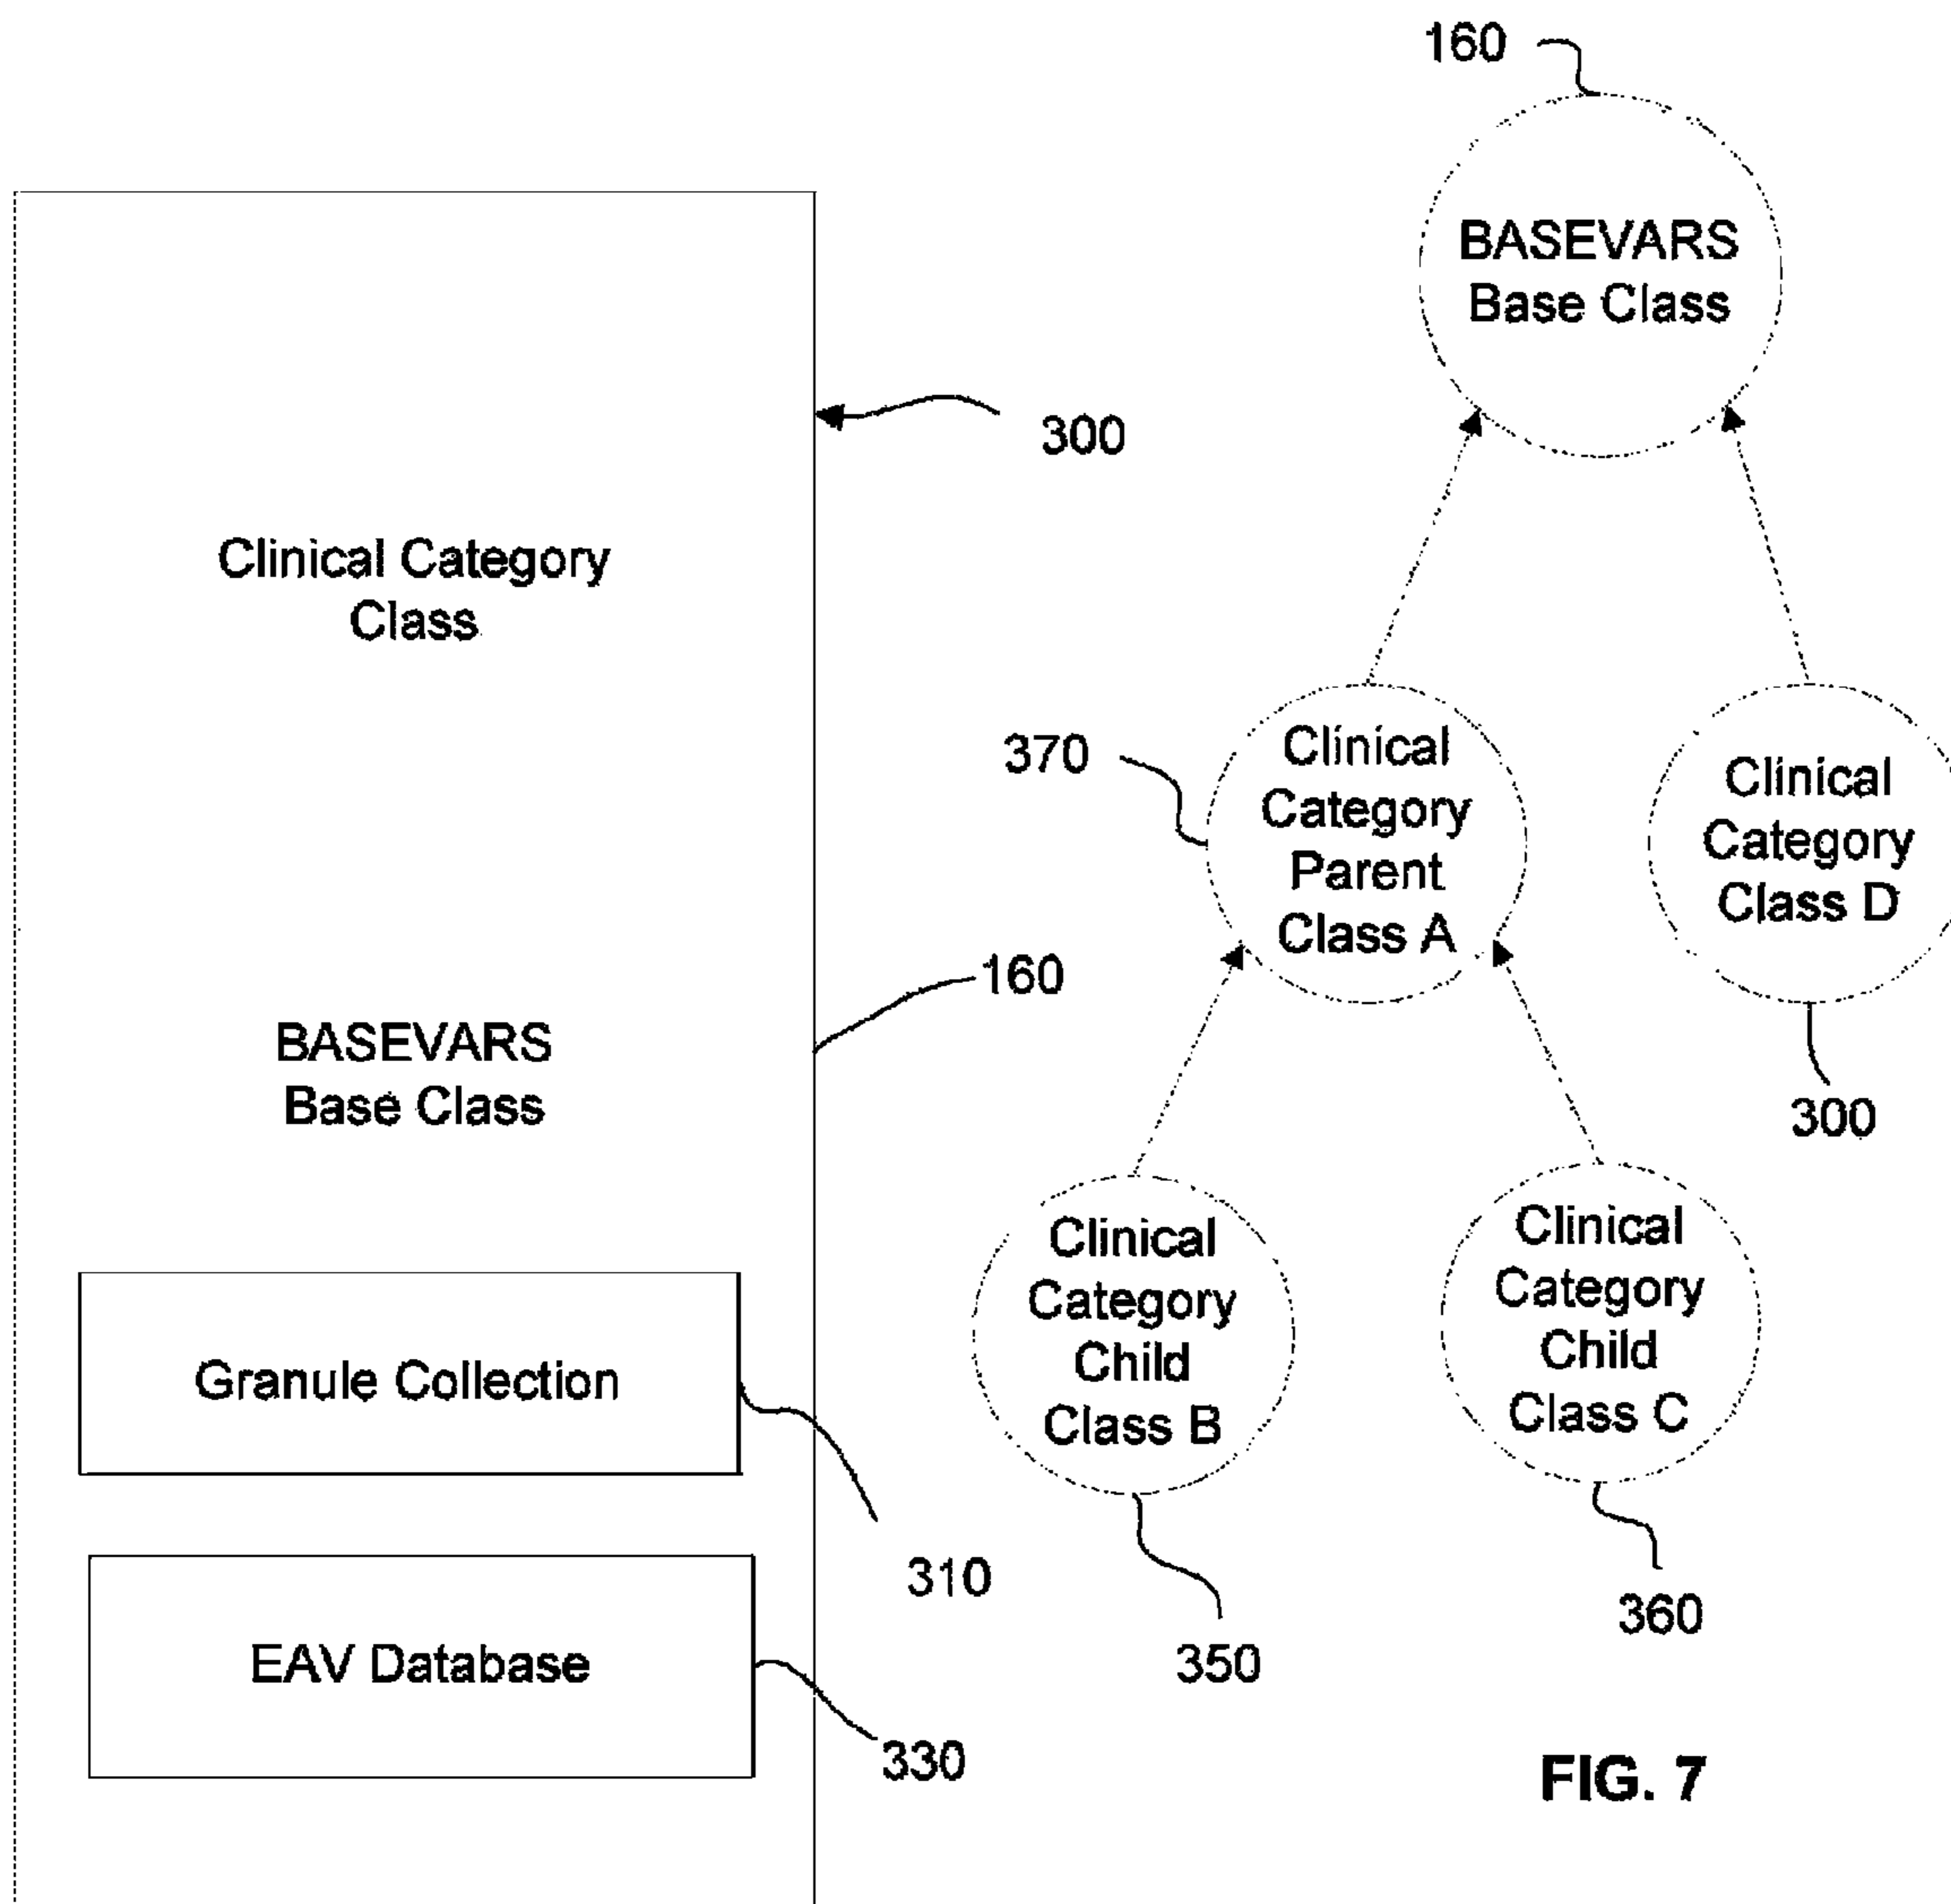 Clinical Category
Class
300
BASEVARS
Base Class
160
Granule Collection
310
EAV Database
330
160
BASEVARS
Base Class
370
Clinical
Category
Parent
Class A
Clinical
Category
Class D
300
Clinical
Category
Child
Class B
350
Clinical
Category
Child
Class C
360
FIG. 7